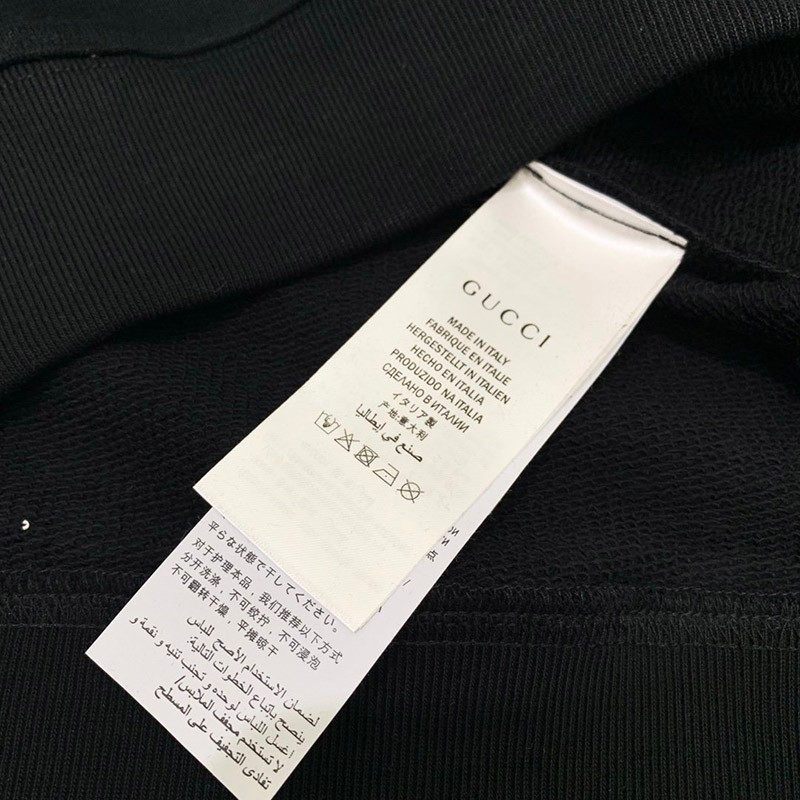 GUCCI
MADE IN ITALY
FABRIQUE EN ITALIE
HERGESTELLT IN ITALIEN
HECHO EN ITALIA
PRODUZIDO NA ITALIA
СДЕЛАНО В ИТАЛИИ
イタリア製
产地:意大利
صنع في إيطاليا
平らな状態で干してください。
对于护理本品，我们推荐以下方式
分开洗涤，不可绞拧，不可浸泡
不可翻转干燥，平摊晾干
لضمان الاستخدام الأصح للباس
ينصح بإتباع الخطوات التالية:
اغسل اللباس لوحده و تجنب ثنيه و نقعه و
لا تستخدم مجفف الملابس/
تفادى التجفيف على المسطح